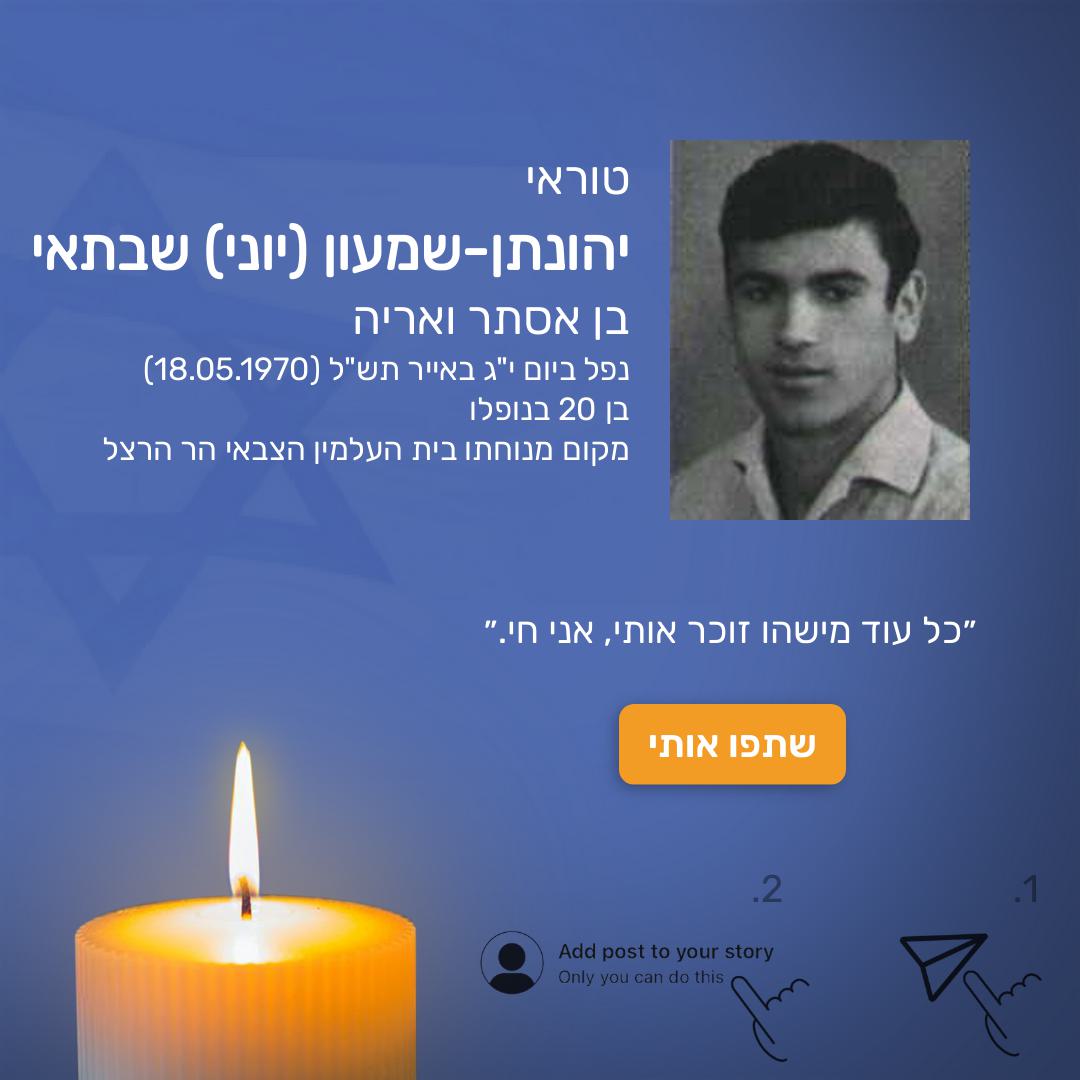 טוראי
יהונתן-שמעון (יוני) שבתאי
בן אסתר ואריה
נפל ביום י"ג באייר תש"ל (18.05.1970)
בן 20 בנופלו
מקום מנוחתו בית העלמין הצבאי הר הרצל
״כל עוד מישהו זוכר אותי, אני חי.״
שתפו אותי
1.
2.
Add post to your story
Only you can do this